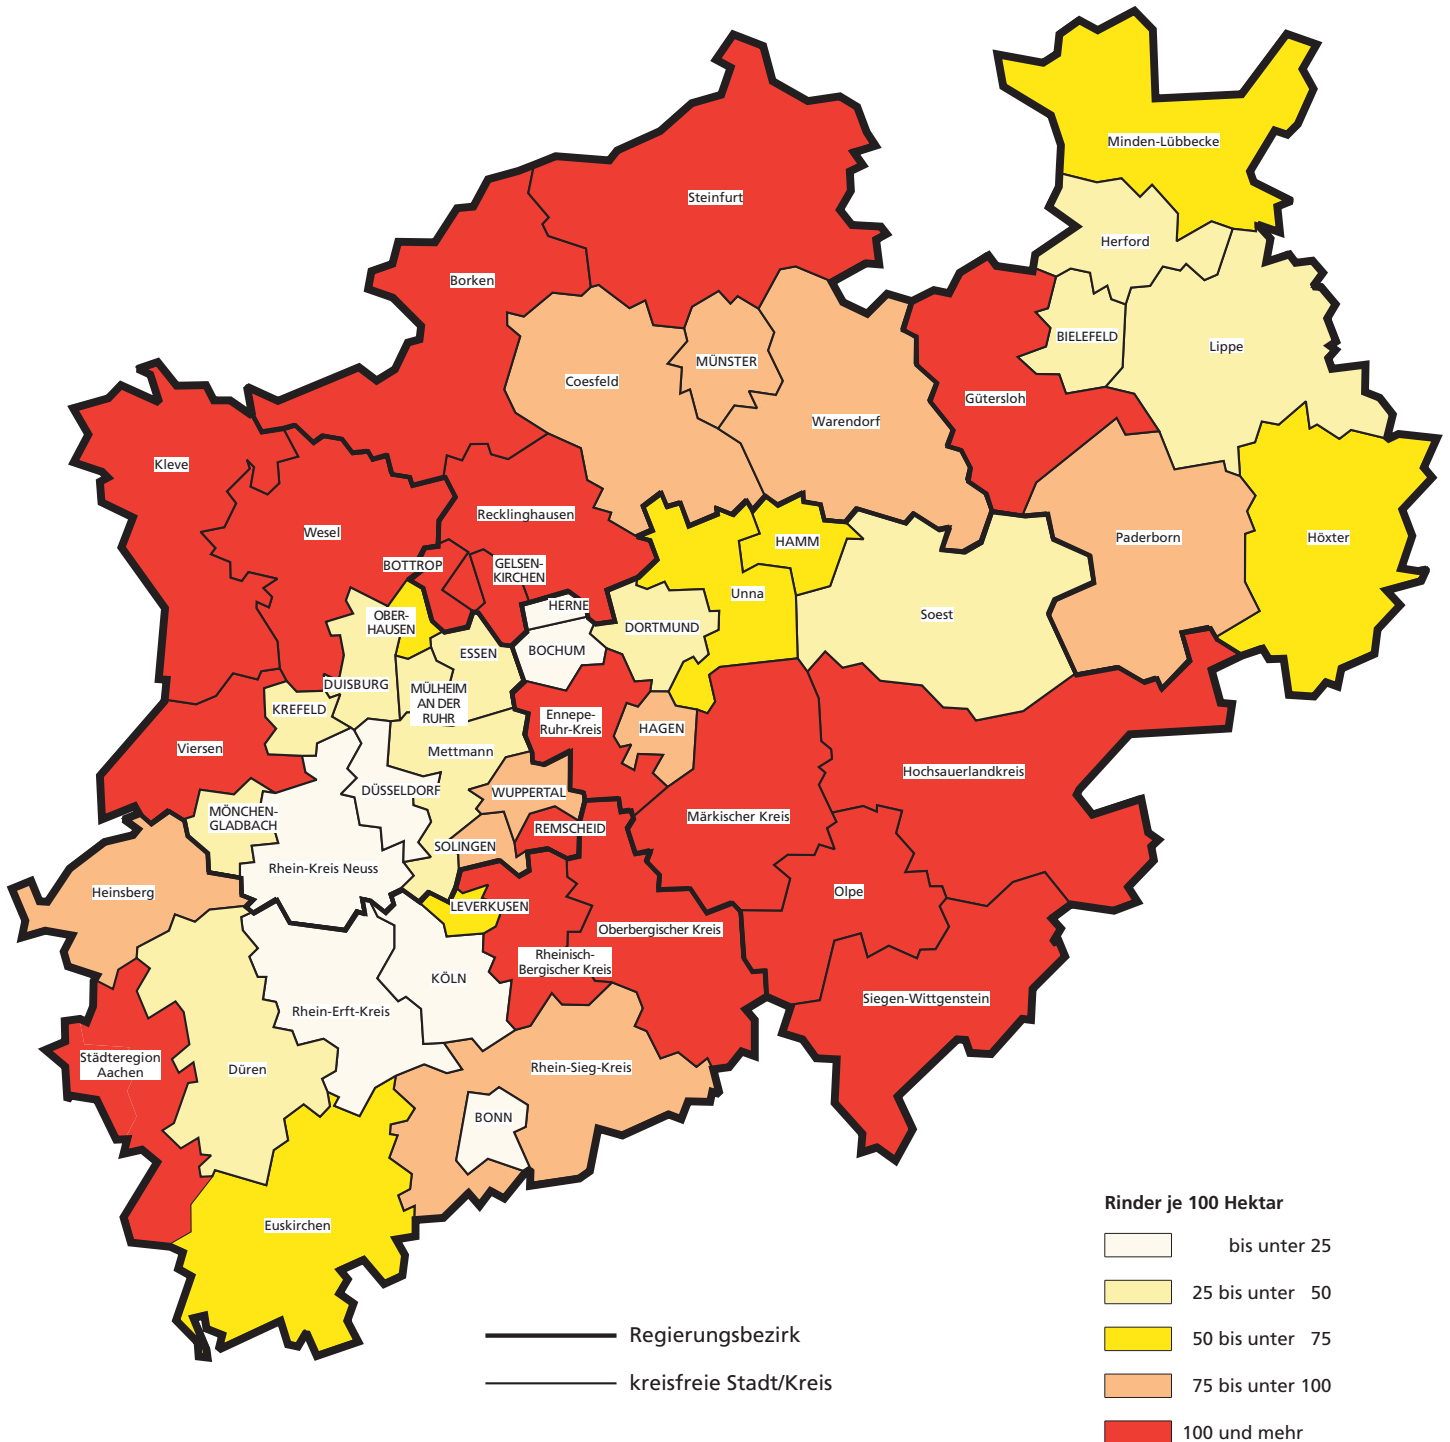 Minden-Lübbecke
Steinfurt
Herford
Borken
BIELEFELD
Lippe
MÜNSTER
Coesfeld
Gütersloh
Warendorf
Kleve
Recklinghausen
Wesel
HAMM
Paderborn
Höxter
BOTTROP
GELSEN-
KIRCHEN
Unna
HERNE
Soest
OBER-
HAUSEN
DORTMUND
ESSEN
BOCHUM
DUISBURG
MÜLHEIM
AN DER
RUHR
KREFELD
Ennepe-
Ruhr-Kreis
HAGEN
Viersen
Mettmann
Hochsauerlandkreis
DÜSSELDORF
WUPPERTAL
MÖNCHEN-
GLADBACH
Märkischer Kreis
REMSCHEID
SOLINGEN
Rhein-Kreis Neuss
Heinsberg
Olpe
LEVERKUSEN
Oberbergischer Kreis
Rheinisch-
Bergischer Kreis
KÖLN
Siegen-Wittgenstein
Rhein-Erft-Kreis
Städteregion
Aachen
Düren
Rhein-Sieg-Kreis
BONN
Euskirchen
Rinder je 100 Hektar
bis unter 25
25 bis unter 50
50 bis unter 75
75 bis unter 100
100 und mehr
Regierungsbezirk
kreisfreie Stadt/Kreis